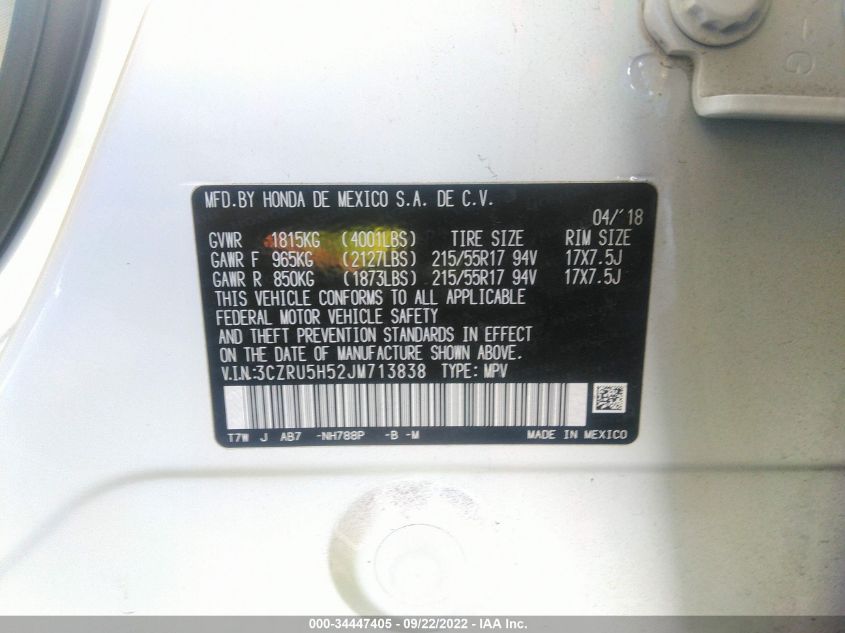 MFD.BY HONDA DE MEXICO S.A. DE C.V.
04/'18
GVWR 1815KG (4001LBS) TIRE SIZE RIM SIZE
GAWR F 965KG (2127LBS) 215/55R17 94V 17X7.5J
GAWR R 850KG (1873LBS) 215/55R17 94V 17X7.5J
THIS VEHICLE CONFORMS TO ALL APPLICABLE
FEDERAL MOTOR VEHICLE SAFETY
AND THEFT PREVENTION STANDARDS IN EFFECT
ON THE DATE OF MANUFACTURE SHOWN ABOVE.
V.I.N.:3CZRU5H52JM713838 TYPE: MPV
T7W J AB7 -NH788P -B -M MADE IN MEXICO
000-34447405 - 09/22/2022 - IAA Inc.